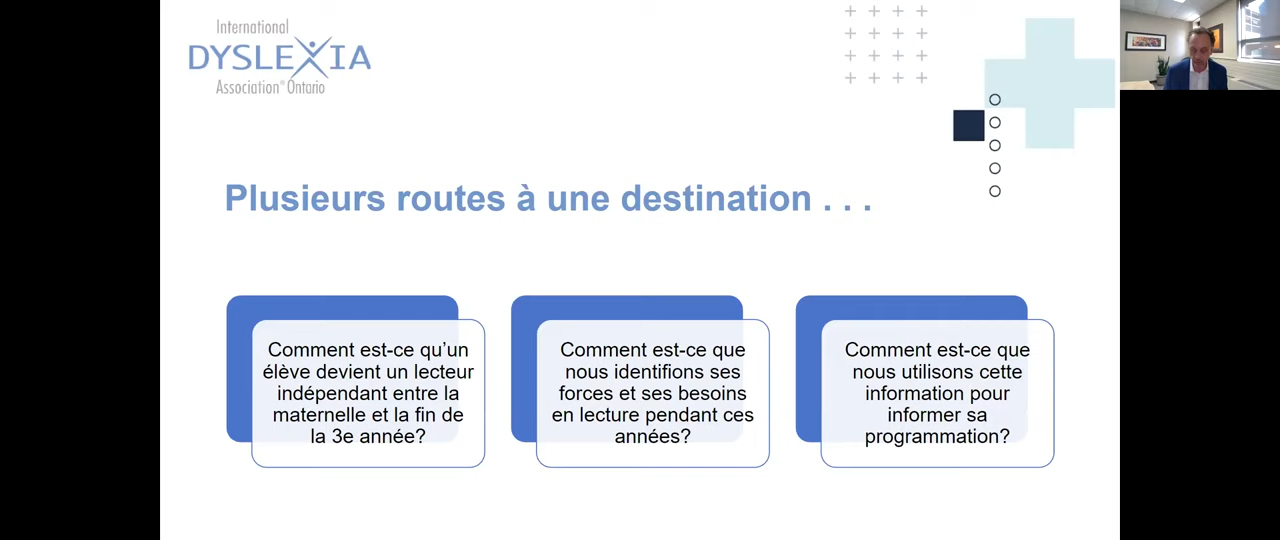 International
DYSLEXIA
Association® Ontario
Plusieurs routes à une destination . . .
Comment est-ce qu’un
élève devient un lecteur
indépendant entre la
maternelle et la fin de
la 3e année?
Comment est-ce que
nous identifions ses
forces et ses besoins
en lecture pendant ces
années?
Comment est-ce que
nous utilisons cette
information pour
informer sa
programmation?